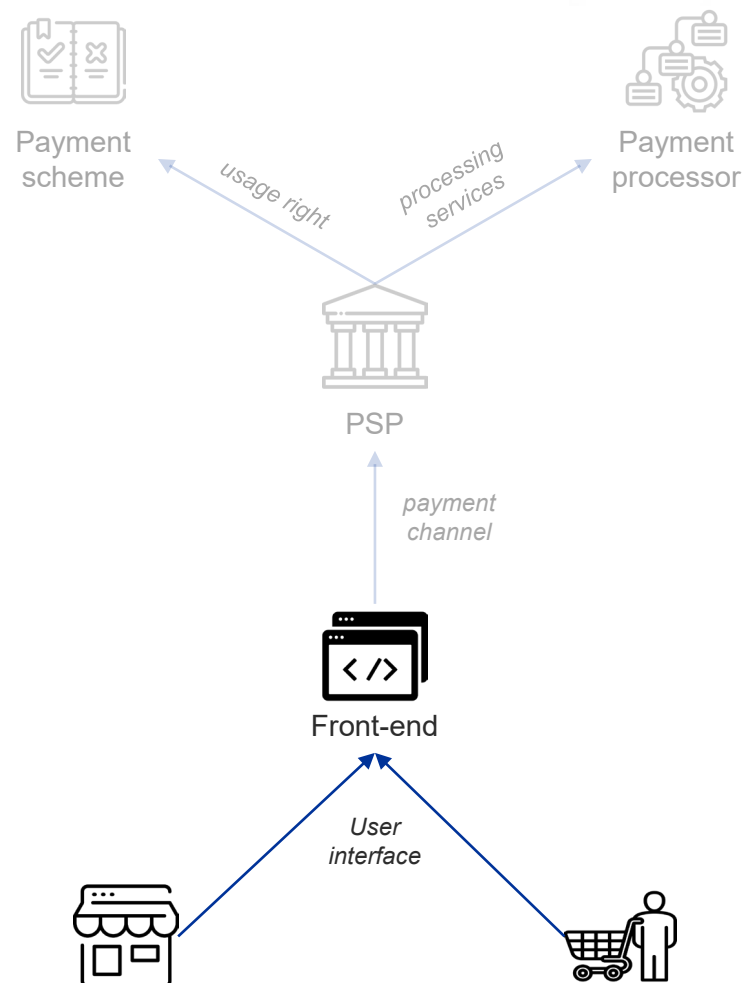 Payment
scheme
Payment
processor
usage right
processing
services
PSP
payment
channel
</>
Front-end
User
interface